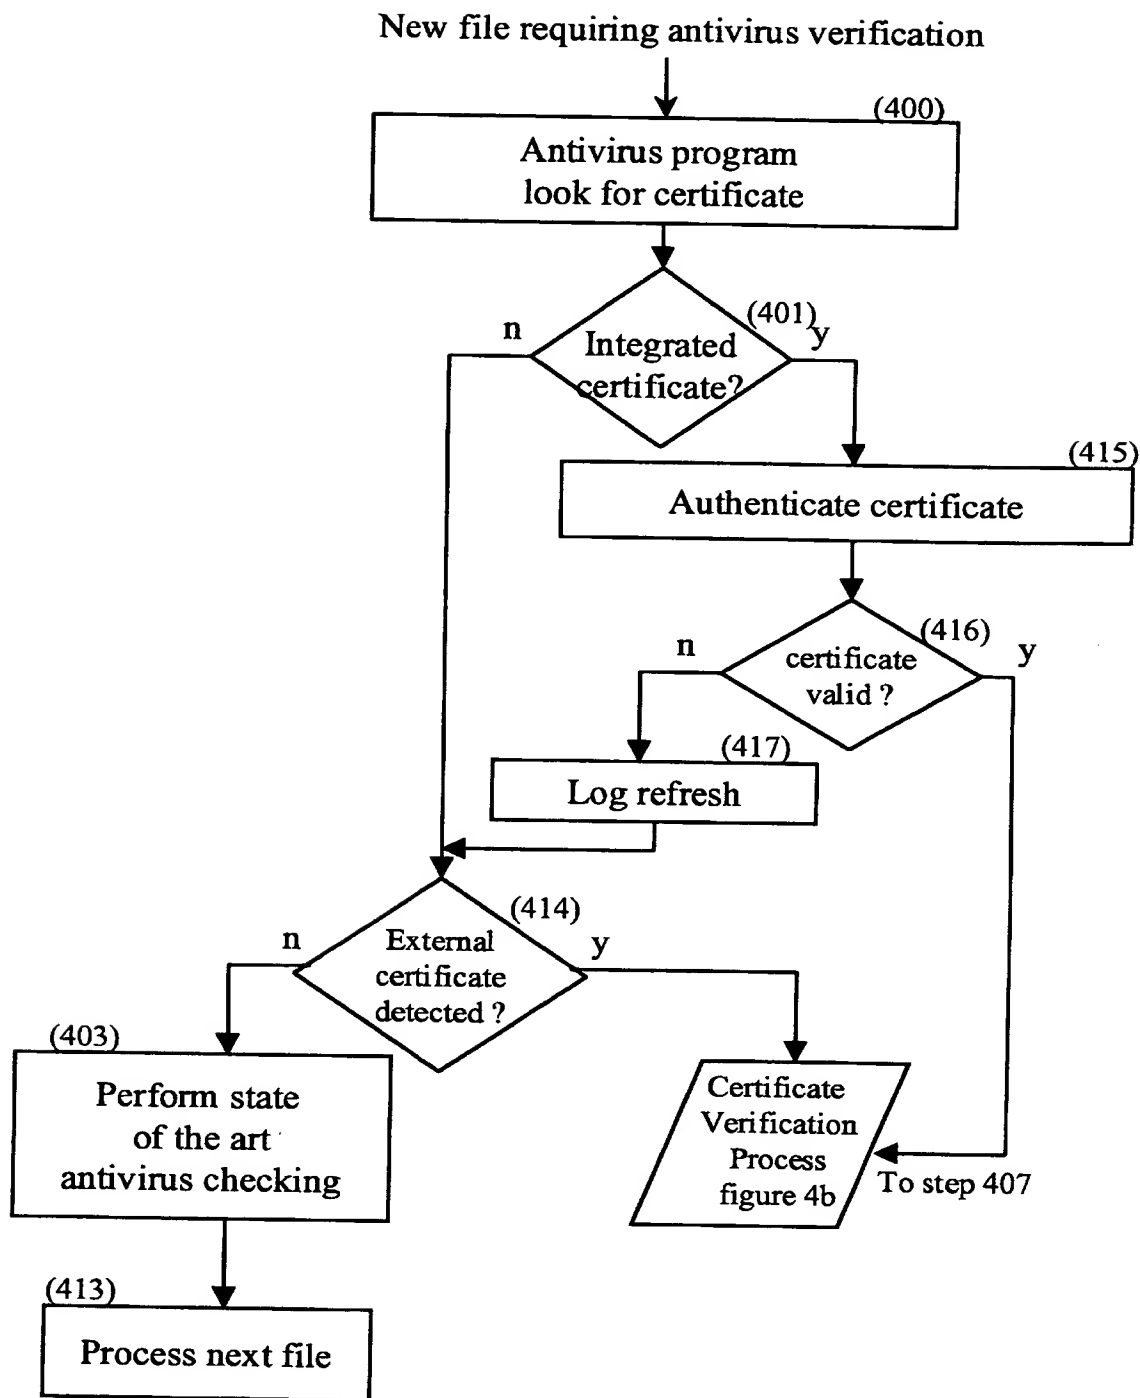 New file requiring antivirus verification
(400)
Antivirus program
look for certificate
(401)
n
y
Integrated
certificate?
(415)
Authenticate certificate
(416)
n
y
certificate
valid ?
(417)
Log refresh
(414)
n
y
External
certificate
detected ?
(403)
Perform state
of the art
antivirus checking
Certificate
Verification
Process
figure 4b
To step 407
(413)
Process next file